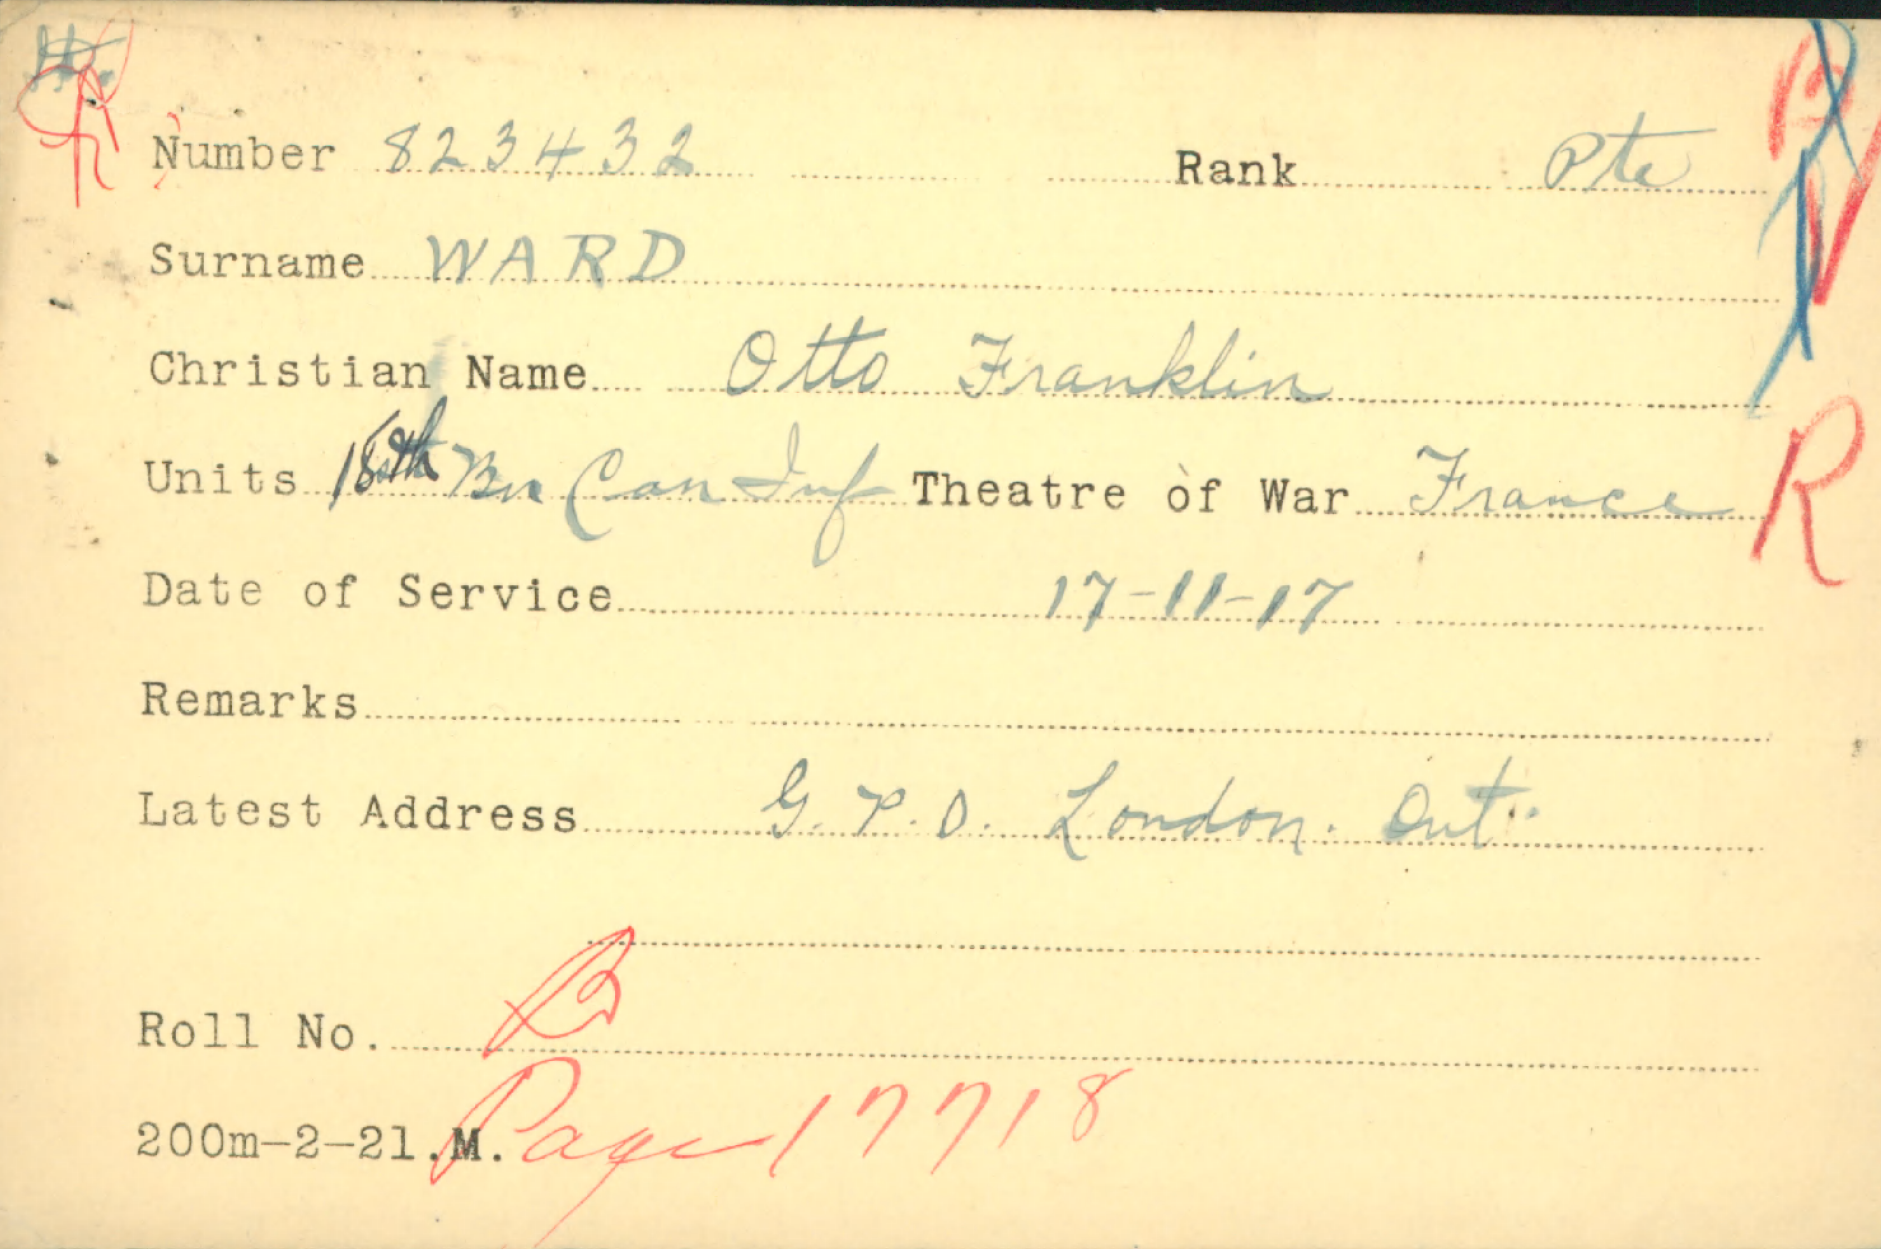 Number 823432 Rank Pte
Surname WARD
Christian Name Otto Franklin
Units Bn Can Inf Theatre of War France
Date of Service 17-11-17
Remarks
Latest Address G.P.O. London. Ont.
R
Roll No. B
200m-2-21.M. Page 17718